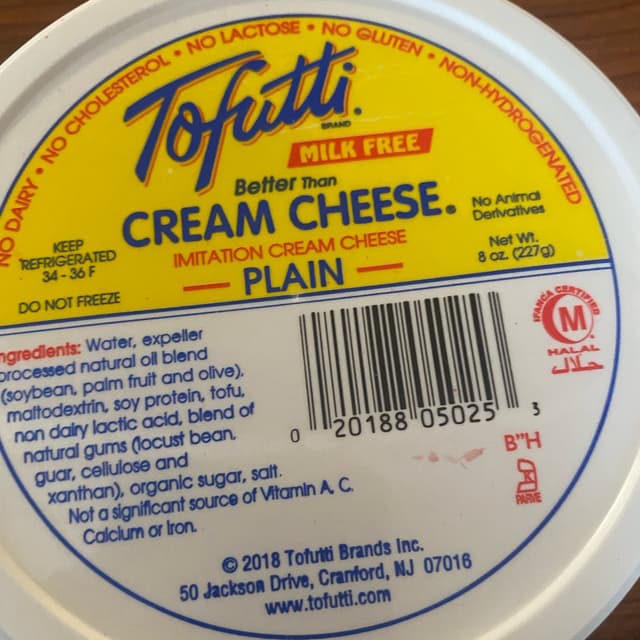 NO DAIRY • NO CHOLESTEROL • NO LACTOSE • NO GLUTEN • NON-HYDROGENATED
Tofutti.
BRAND
MILK FREE
Better Than
CREAM CHEESE.
IMITATION CREAM CHEESE
PLAIN
KEEP
REFRIGERATED
34 - 36 F
DO NOT FREEZE
No Animal
Derivatives
Net Wt.
8 oz. (227g)
ngredients: Water, expeller
processed natural oil blend
(soybean, palm fruit and olive),
maltodextrin, soy protein, tofu,
non dairy lactic acid, blend of
natural gums (locust bean,
guar, cellulose and
xanthan), organic sugar, salt.
Not a significant source of Vitamin A, C,
Calcium or Iron.
0 20188 05025 3
IFANCA CERTIFIED
M
HALAL
حلال
B"H
K
PARVE
© 2018 Tofutti Brands Inc.
50 Jackson Drive, Cranford, NJ 07016
www.tofutti.com